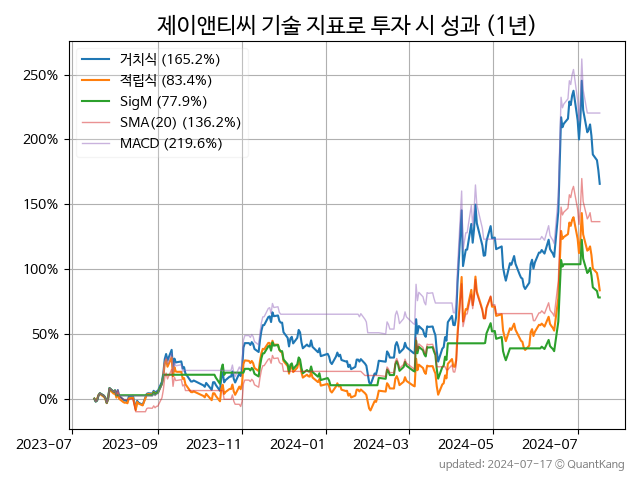 제이앤티씨 기술 지표로 투자 시 성과 (1년)
거치식 (165.2%)
적립식 (83.4%)
SigM (77.9%)
SMA(20) (136.2%)
MACD (219.6%)
250%
200%
150%
100%
50%
0%
2023-07
2023-09
2023-11
2024-01
2024-03
2024-05
2024-07
updated: 2024-07-17 © QuantKang